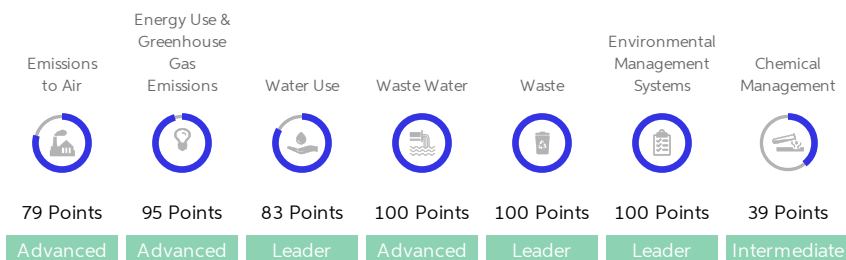 Emissions
to Air
Energy Use &
Greenhouse
Gas
Emissions
Water Use
Waste Water
Waste
Environmental
Management
Systems
Chemical
Management
79 Points
95 Points
83 Points
100 Points
100 Points
100 Points
39 Points
Advanced
Advanced
Leader
Advanced
Leader
Leader
Intermediate